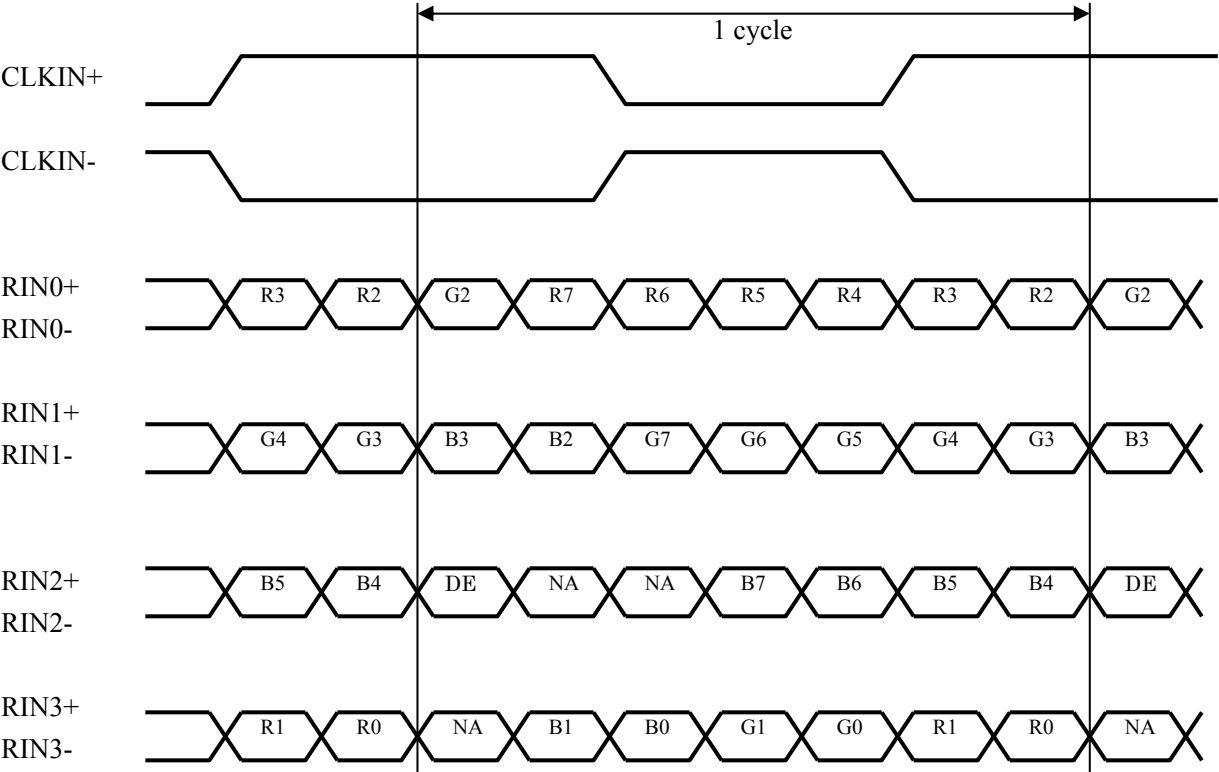 1 cycle
CLKIN+
CLKIN-
RIN0+
R3 R2 G2 R7 R6 R5 R4 R3 R2 G2
RIN0-
RIN1+
G4 G3 B3 B2 G7 G6 G5 G4 G3 B3
RIN1-
RIN2+
B5 B4 DE NA NA B7 B6 B5 B4 DE
RIN2-
RIN3+
R1 R0 NA B1 B0 G1 G0 R1 R0 NA
RIN3-